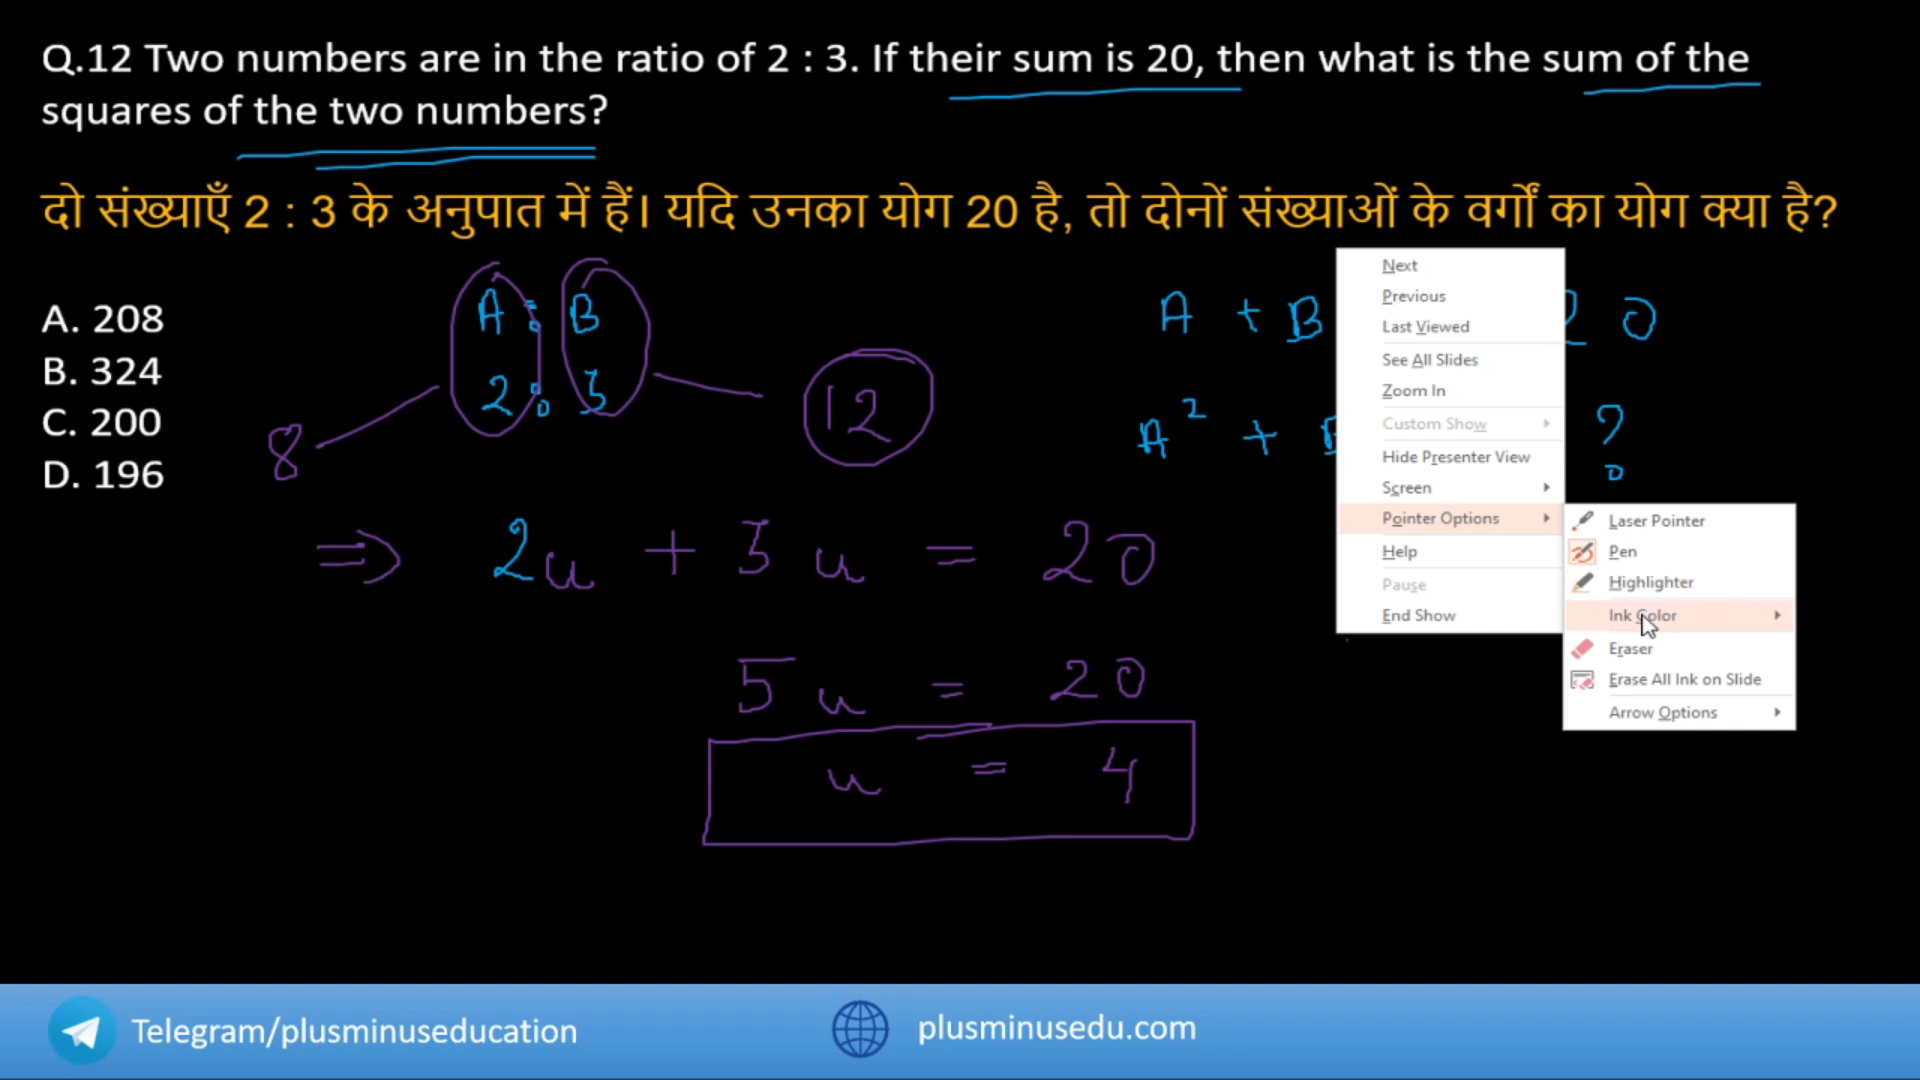 Q.12 Two numbers are in the ratio of 2 : 3. If their sum is 20, then what is the sum of the
squares of the two numbers?
दो संख्याएँ 2 : 3 के अनुपात में हैं। यदि उनका योग 20 है, तो दोनों संख्याओं के वर्गों का योग क्या है?
A. 208
B. 324
C. 200
D. 196
A : B
2 : 3
8
12
A + B 20
A² + B ?
⇒ 2u + 3u = 20
5u = 20
u = 4
Next
Previous
Last Viewed
See All Slides
Zoom In
Custom Show
Hide Presenter View
Screen
Pointer Options
Help
Pause
End Show
Laser Pointer
Pen
Highlighter
Ink Color
Eraser
Erase All Ink on Slide
Arrow Options
Telegram/plusminuseducation
plusminusedu.com